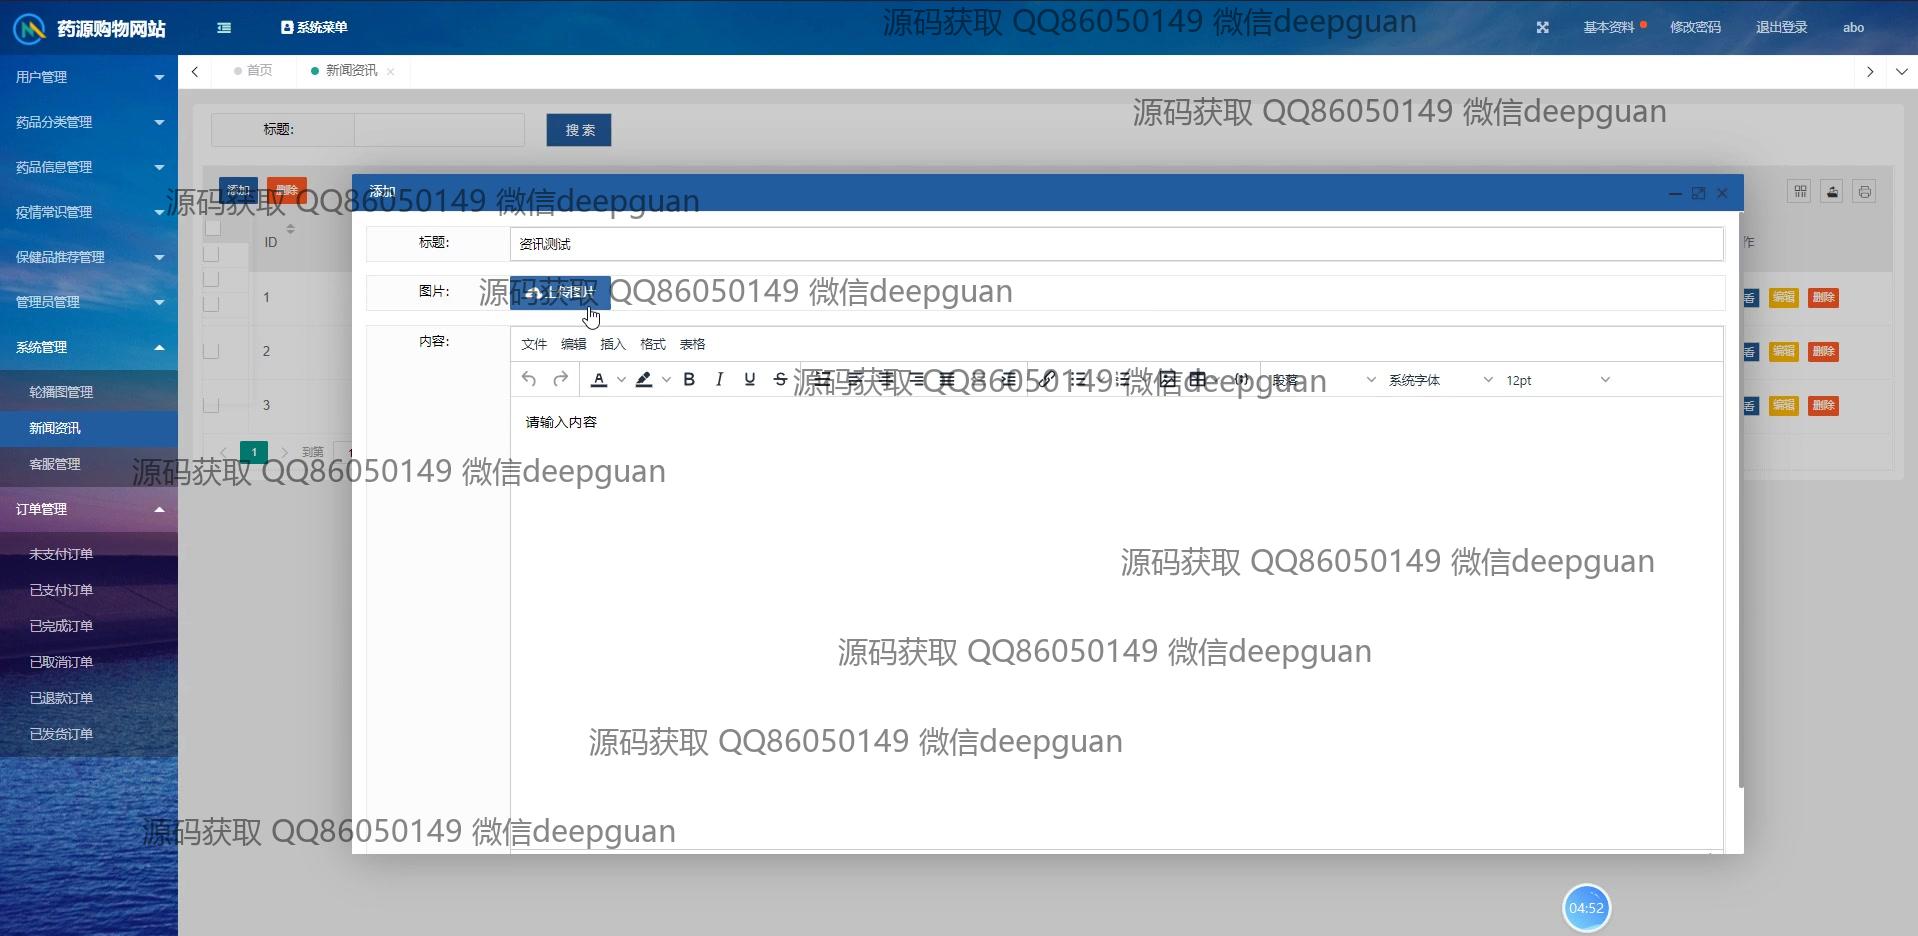 药源购物网站
系统菜单
基本资料
修改密码
退出登录
abo
源码获取 QQ86050149 微信deepguan
用户管理
首页
新闻资讯
源码获取 QQ86050149 微信deepguan
药品分类管理
标题:
搜 索
药品信息管理
添加
删除
添加
源码获取 QQ86050149 微信deepguan
疫情常识管理
ID
标题:
资讯测试
作
保健品推荐管理
图片:
上传图片
源码获取 QQ86050149 微信deepguan
管理员管理
1
看
编辑
删除
系统管理
内容:
文件
编辑
插入
格式
表格
2
看
编辑
删除
轮播图管理
段落
系统字体
12pt
源码获取 QQ86050149 微信deepguan
3
看
编辑
删除
新闻资讯
请输入内容
客服管理
1
到第
1
源码获取 QQ86050149 微信deepguan
订单管理
未支付订单
源码获取 QQ86050149 微信deepguan
已支付订单
已完成订单
源码获取 QQ86050149 微信deepguan
已取消订单
已退款订单
已发货订单
源码获取 QQ86050149 微信deepguan
源码获取 QQ86050149 微信deepguan
04:52